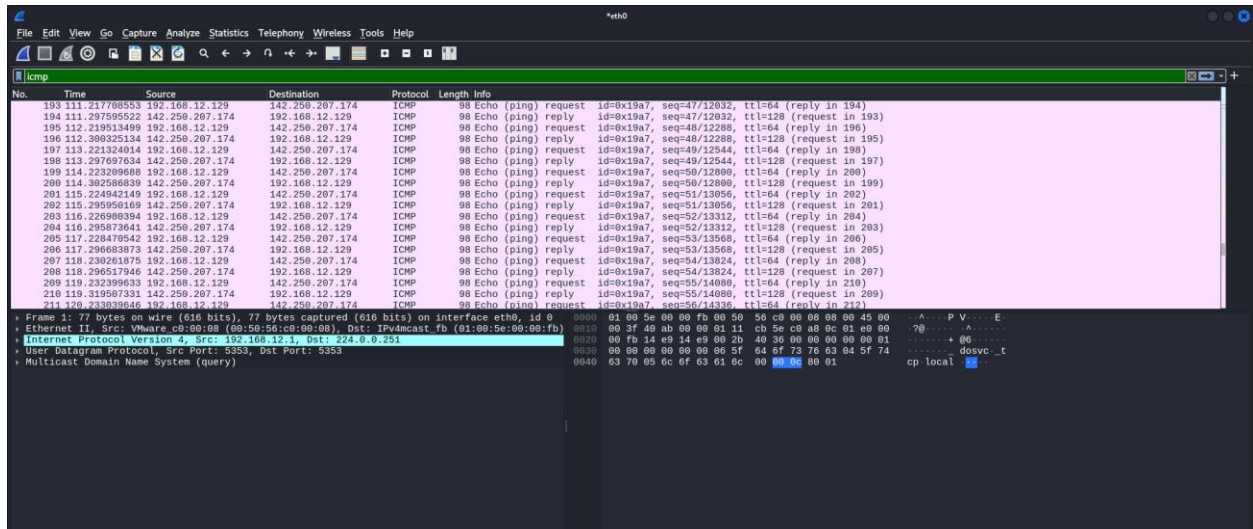 *eth0
File Edit View Go Capture Analyze Statistics Telephony Wireless Tools Help
icmp
No. Time Source Destination Protocol Length Info
193 111.217708553 192.168.12.129 142.250.207.174 ICMP 98 Echo (ping) request id=0x19a7, seq=47/12032, ttl=64 (reply in 194)
194 111.297595522 142.250.207.174 192.168.12.129 ICMP 98 Echo (ping) reply id=0x19a7, seq=47/12032, ttl=128 (request in 193)
195 112.219513499 192.168.12.129 142.250.207.174 ICMP 98 Echo (ping) request id=0x19a7, seq=48/12288, ttl=64 (reply in 196)
196 112.300325134 142.250.207.174 192.168.12.129 ICMP 98 Echo (ping) reply id=0x19a7, seq=48/12288, ttl=128 (request in 195)
197 113.221324014 192.168.12.129 142.250.207.174 ICMP 98 Echo (ping) request id=0x19a7, seq=49/12544, ttl=64 (reply in 198)
198 113.297697634 142.250.207.174 192.168.12.129 ICMP 98 Echo (ping) reply id=0x19a7, seq=49/12544, ttl=128 (request in 197)
199 114.223209688 192.168.12.129 142.250.207.174 ICMP 98 Echo (ping) request id=0x19a7, seq=50/12800, ttl=64 (reply in 200)
200 114.302586839 142.250.207.174 192.168.12.129 ICMP 98 Echo (ping) reply id=0x19a7, seq=50/12800, ttl=128 (request in 199)
201 115.224942149 192.168.12.129 142.250.207.174 ICMP 98 Echo (ping) request id=0x19a7, seq=51/13056, ttl=64 (reply in 202)
202 115.295950169 142.250.207.174 192.168.12.129 ICMP 98 Echo (ping) reply id=0x19a7, seq=51/13056, ttl=128 (request in 201)
203 116.226980394 192.168.12.129 142.250.207.174 ICMP 98 Echo (ping) request id=0x19a7, seq=52/13312, ttl=64 (reply in 204)
204 116.295873641 142.250.207.174 192.168.12.129 ICMP 98 Echo (ping) reply id=0x19a7, seq=52/13312, ttl=128 (request in 203)
205 117.228470542 192.168.12.129 142.250.207.174 ICMP 98 Echo (ping) request id=0x19a7, seq=53/13568, ttl=64 (reply in 206)
206 117.296683873 142.250.207.174 192.168.12.129 ICMP 98 Echo (ping) reply id=0x19a7, seq=53/13568, ttl=128 (request in 205)
207 118.230261875 192.168.12.129 142.250.207.174 ICMP 98 Echo (ping) request id=0x19a7, seq=54/13824, ttl=64 (reply in 208)
208 118.296517946 142.250.207.174 192.168.12.129 ICMP 98 Echo (ping) reply id=0x19a7, seq=54/13824, ttl=128 (request in 207)
209 119.232399633 192.168.12.129 142.250.207.174 ICMP 98 Echo (ping) request id=0x19a7, seq=55/14080, ttl=64 (reply in 210)
210 119.319507331 142.250.207.174 192.168.12.129 ICMP 98 Echo (ping) reply id=0x19a7, seq=55/14080, ttl=128 (request in 209)
211 120.233039646 192.168.12.129 142.250.207.174 ICMP 98 Echo (ping) request id=0x19a7, seq=56/14336, ttl=64 (reply in 212)
Frame 1: 77 bytes on wire (616 bits), 77 bytes captured (616 bits) on interface eth0, id 0
Ethernet II, Src: VMware_c0:00:08 (00:50:56:c0:00:08), Dst: IPv4mcast_fb (01:00:5e:00:00:fb)
Internet Protocol Version 4, Src: 192.168.12.1, Dst: 224.0.0.251
User Datagram Protocol, Src Port: 5353, Dst Port: 5353
Multicast Domain Name System (query)
0000 01 00 5e 00 00 fb 00 50 56 c0 00 08 08 00 45 00 ··^····P V·····E·
0010 00 3f 40 ab 00 00 01 11 cb 5e c0 a8 0c 01 e0 00 ·?@····· ·^······
0020 00 fb 14 e9 14 e9 00 2b 40 36 00 00 00 00 00 01 ·······+ @6······
0030 00 00 00 00 00 00 06 5f 64 6f 73 76 63 04 5f 74 ·······_ dosvc·_t
0040 63 70 05 6c 6f 63 61 6c 00 00 0c 80 01 cp·local ·····